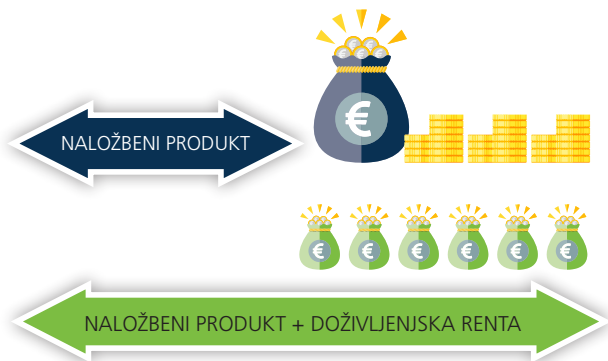 €
NALOŽBENI PRODUKT
€ € € € € €
NALOŽBENI PRODUKT + DOŽIVLJENJSKA RENTA